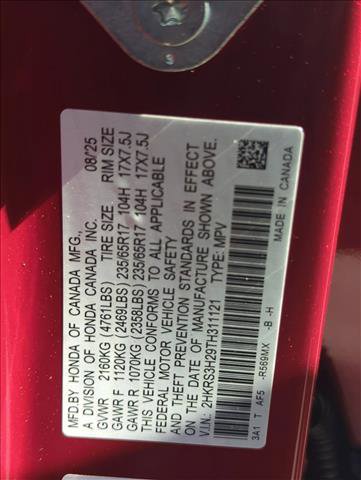 MFD.BY HONDA OF CANADA MFG., 08/25
A DIVISION OF HONDA CANADA INC.
TIRE SIZE RIM SIZE
GVWR 2160KG (4761LBS)
GAWR F 1120KG (2469LBS) 235/65R17 104H 17X7.5J
GAWR R 1070KG (2358LBS) 235/65R17 104H 17X7.5J
THIS VEHICLE CONFORMS TO ALL APPLICABLE
FEDERAL MOTOR VEHICLE SAFETY
AND THEFT PREVENTION STANDARDS IN EFFECT
ON THE DATE OF MANUFACTURE SHOWN ABOVE.
V.I.N.: 2HKRS3H297H311121 TYPE: MPV
3A1 T AF5 -R569MX -B -H
MADE IN CANADA
S